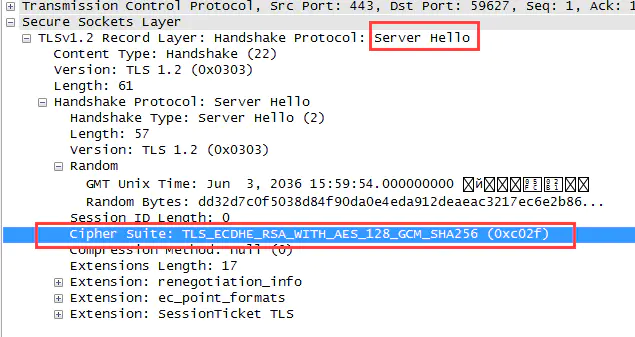 Transmission Control Protocol, Src Port: 443, Dst Port: 59627, Seq: 1, Ack: 1
Secure Sockets Layer
TLSv1.2 Record Layer: Handshake Protocol: Server Hello
Content Type: Handshake (22)
Version: TLS 1.2 (0x0303)
Length: 61
Handshake Protocol: Server Hello
Handshake Type: Server Hello (2)
Length: 57
Version: TLS 1.2 (0x0303)
Random
GMT Unix Time: Jun 3, 2036 15:59:54.000000000
Random Bytes: dd32d7c0f5038d84f90da0e4eda912deaeac3217ec6e2b86...
Session ID Length: 0
Cipher Suite: TLS_ECDHE_RSA_WITH_AES_128_GCM_SHA256 (0xc02f)
Compression Method: null (0)
Extensions Length: 17
Extension: renegotiation_info
Extension: ec_point_formats
Extension: SessionTicket TLS